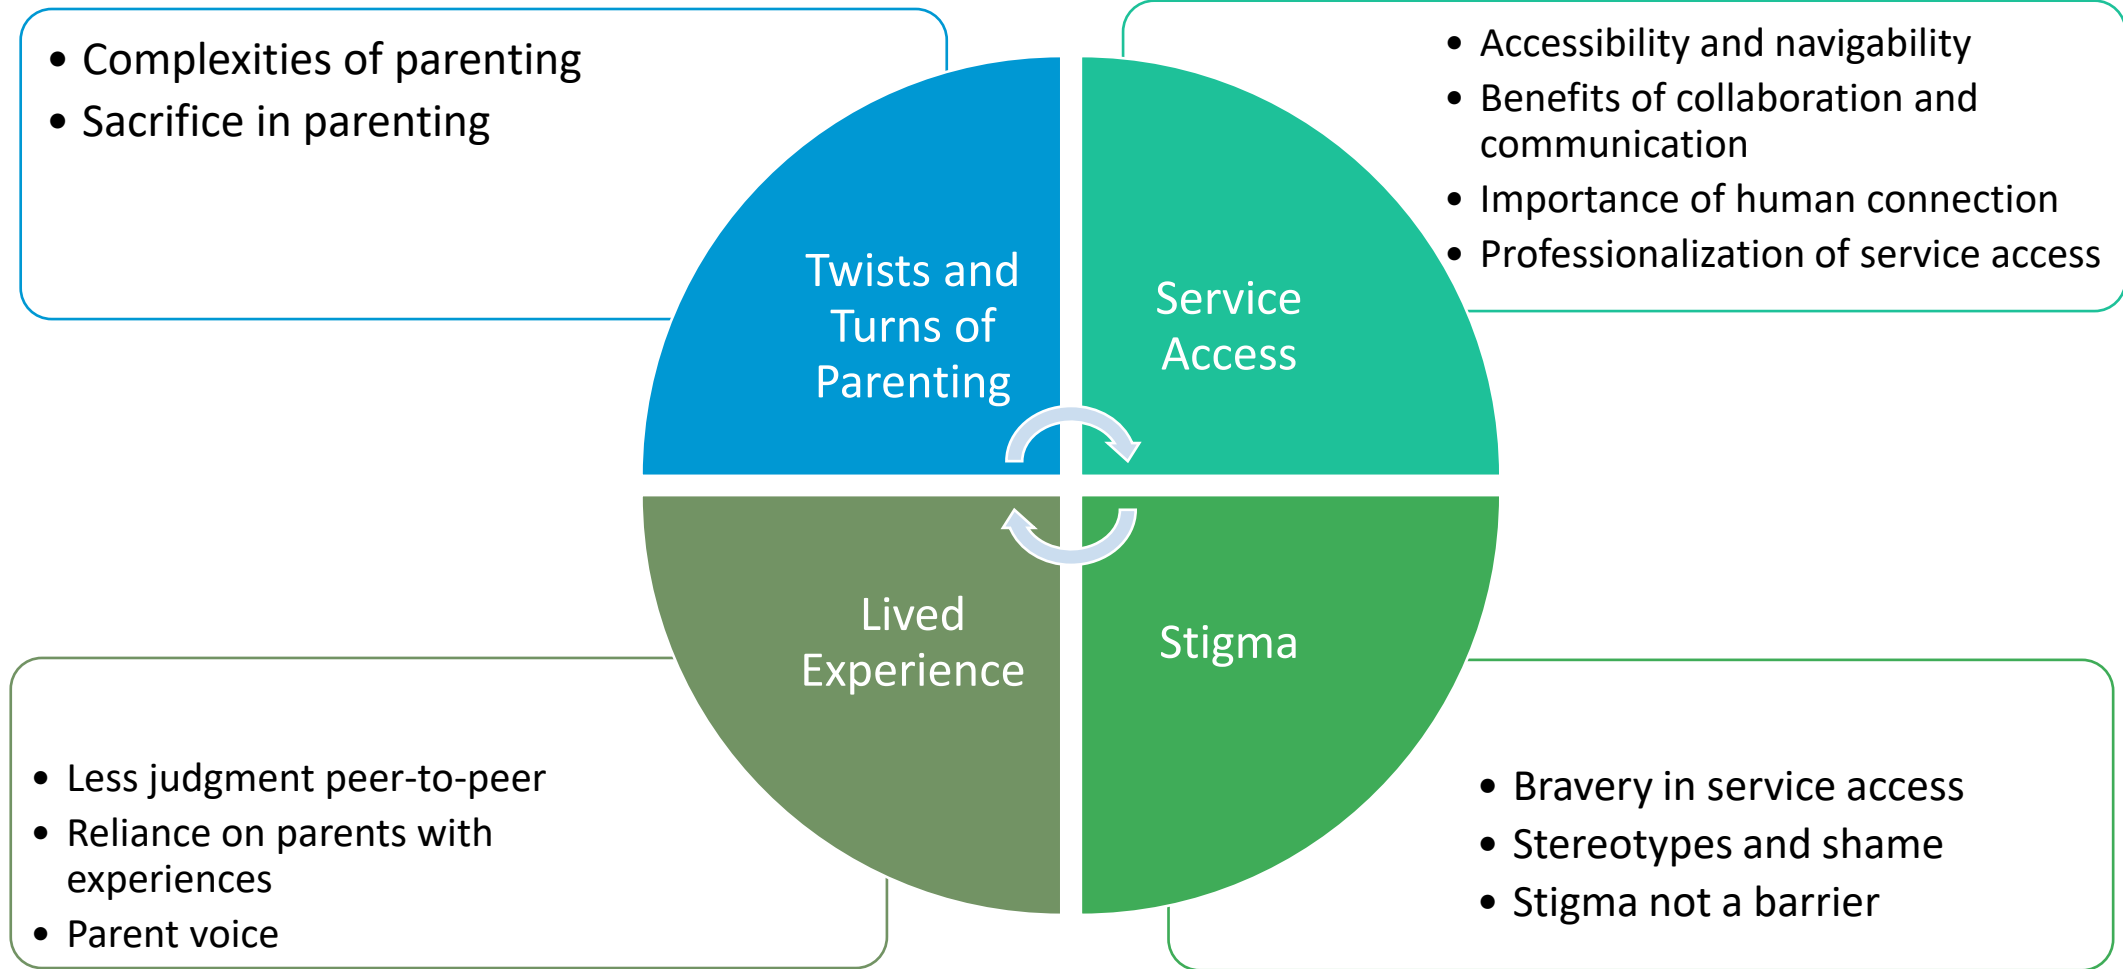 • Complexities of parenting
• Sacrifice in parenting
• Accessibility and navigability
• Benefits of collaboration and
communication
• Importance of human connection
• Professionalization of service access
Twists and
Turns of
Parenting
Service
Access
Lived
Experience
Stigma
• Less judgment peer-to-peer
• Reliance on parents with
experiences
• Parent voice
• Bravery in service access
• Stereotypes and shame
• Stigma not a barrier